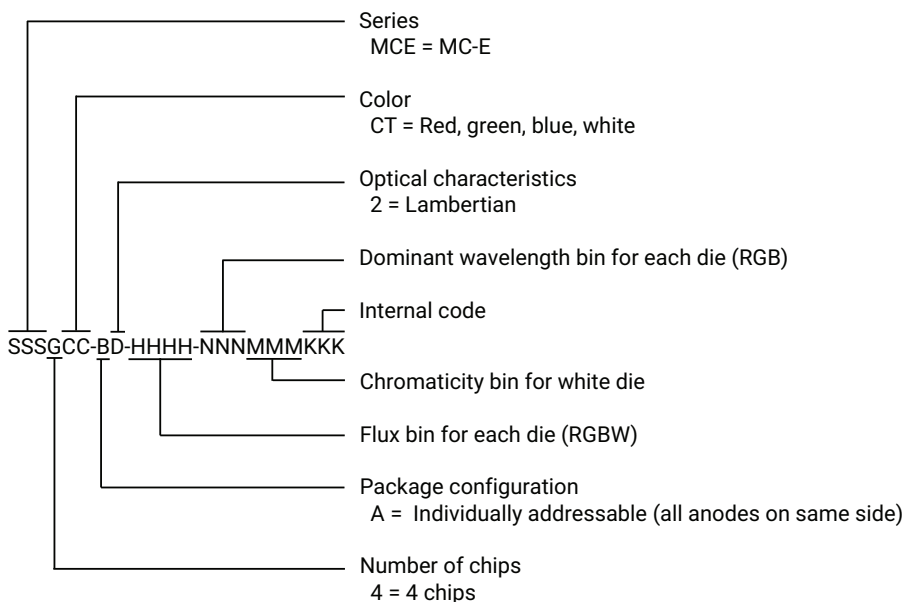 Series
MCE = MC-E
Color
CT = Red, green, blue, white
Optical characteristics
2 = Lambertian
Dominant wavelength bin for each die (RGB)
Internal code
SSSGCC-BD-HHHH-NNNMMMKKK
Chromaticity bin for white die
Flux bin for each die (RGBW)
Package configuration
A = Individually addressable (all anodes on same side)
Number of chips
4 = 4 chips